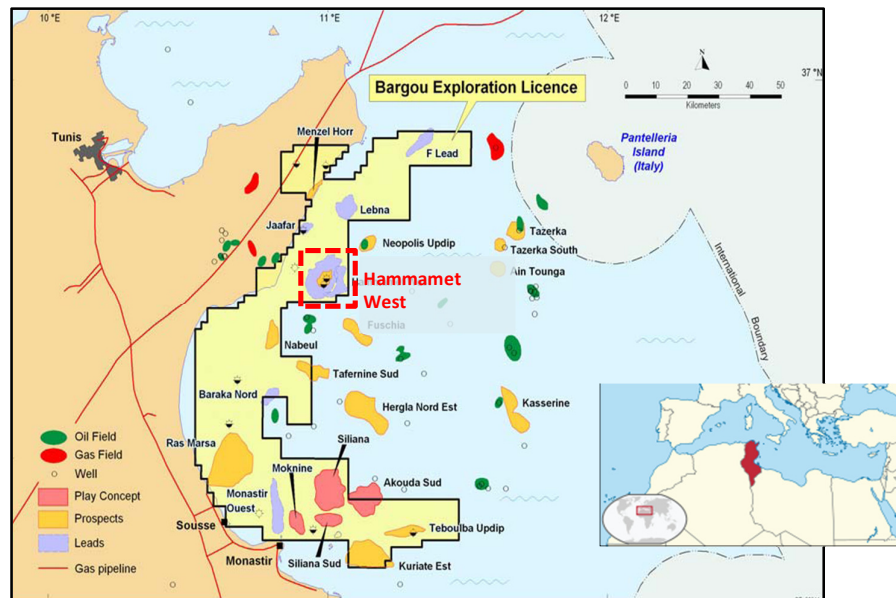 10 °E
11 °E
12 °E
37 °N
N
0 10 20 30 40 50
Kilometers
Bargou Exploration Licence
Menzel Horr
Tunis
F Lead
Pantelleria
Island
(Italy)
Lebna
Jaafar
Neopolis Updip
Tazerka
Tazerka South
Ain Tounga
Hammamet
West
International
Boundary
Fuschia
Nabeul
Tafernine Sud
Baraka Nord
Hergla Nord Est
Kasserine
Oil Field
Gas Field
Well
Play Concept
Prospects
Leads
Gas pipeline
Ras Marsa
Siliana
Moknine
Akouda Sud
Monastir
Ouest
Sousse
Teboulba Updip
Monastir
Siliana Sud
Kuriate Est